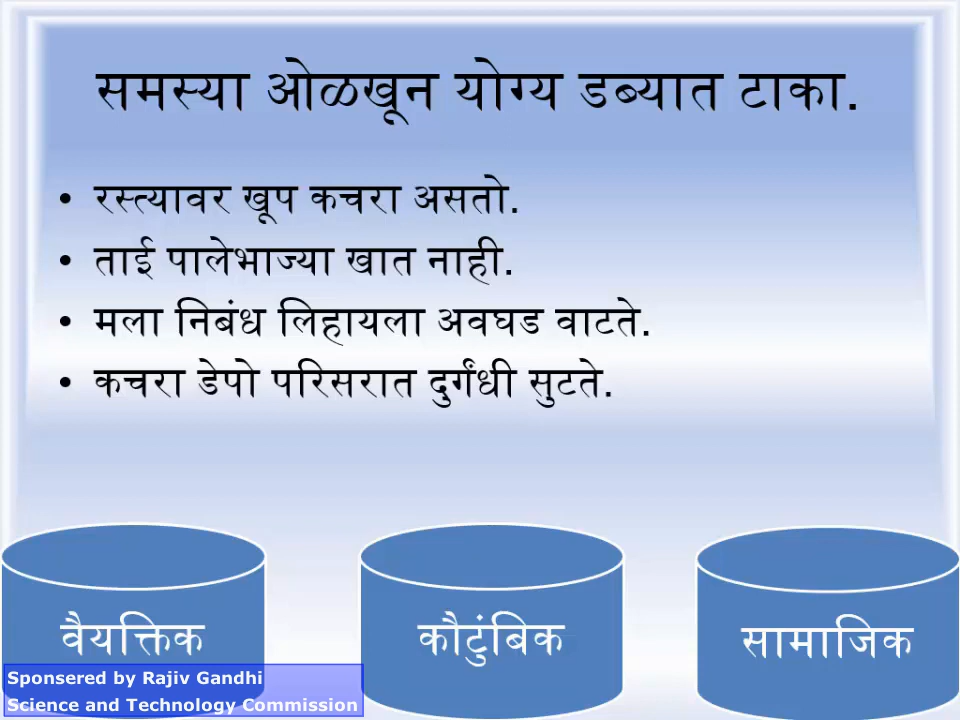 समस्या ओळखून योग्य डब्यात टाका.
• रस्त्यावर खूप कचरा असतो.
• ताई पालेभाज्या खात नाही.
• मला निबंध लिहायला अवघड वाटते.
• कचरा डेपो परिसरात दुर्गंधी सुटते.
वैयक्तिक
कौटुंबिक
सामाजिक
Sponsered by Rajiv Gandhi
Science and Technology Commission